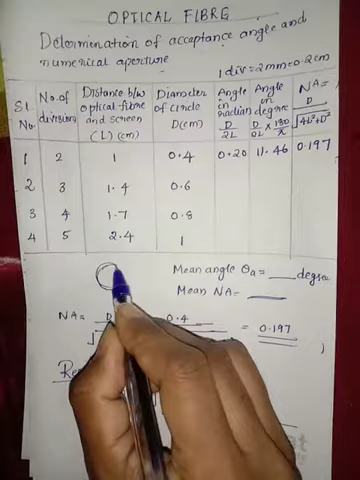 OPTICAL FIBRE
Determination of acceptance angle and
numerical aperture
1 div = 2mm = 0.2cm
Sl. No. | No. of division | Distance b/w optical fibre and screen (L) (cm) | Diameter of circle D(cm) | Angle in radian D/2L | Angle in degree D/2L × 180/π | NA = D/√4L²+D²
1 2 1 0.4 0.20 11.46 0.197
2 3 1.4 0.6
3 4 1.7 0.8
4 5 2.4 1
Mean angle θa = ___ degree
Mean NA = ___
NA = D 0.4 = 0.197
√